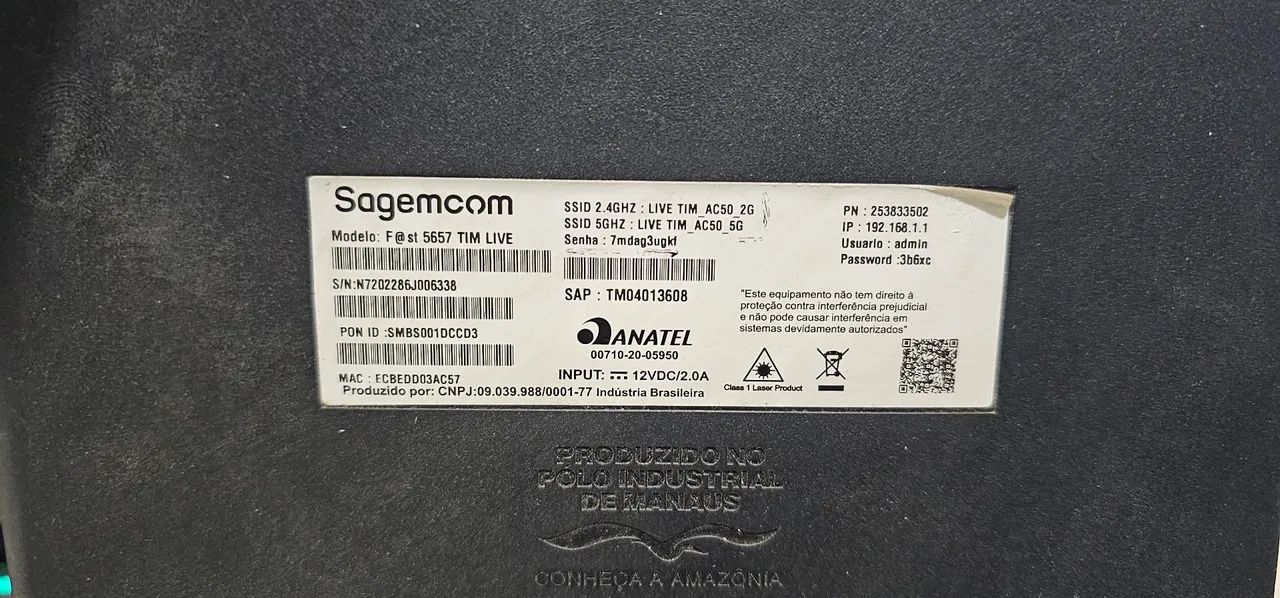 Sagemcom
Modelo: F@st 5657 TIM LIVE
S/N:N7202286J006338
PON ID :SMBS001DCCD3
MAC : ECBEDD03AC57
Produzido por: CNPJ:09.039.988/0001-77 Indústria Brasileira
SSID 2.4GHZ : LIVE TIM_AC50_2G
SSID 5GHZ : LIVE TIM_AC50_5G
Senha : 7mdag3ugkf
SAP : TM04013608
ANATEL
00710-20-05950
INPUT: 12VDC/2.0A
PN : 253833502
IP : 192.168.1.1
Usuario : admin
Password :3b6xc
"Este equipamento não tem direito à
proteção contra interferência prejudicial
e não pode causar interferência em
sistemas devidamente autorizados"
Class 1 Laser Product
PRODUZIDO NO
PÓLO INDUSTRIAL
DE MANAUS
CONHEÇA A AMAZÔNIA